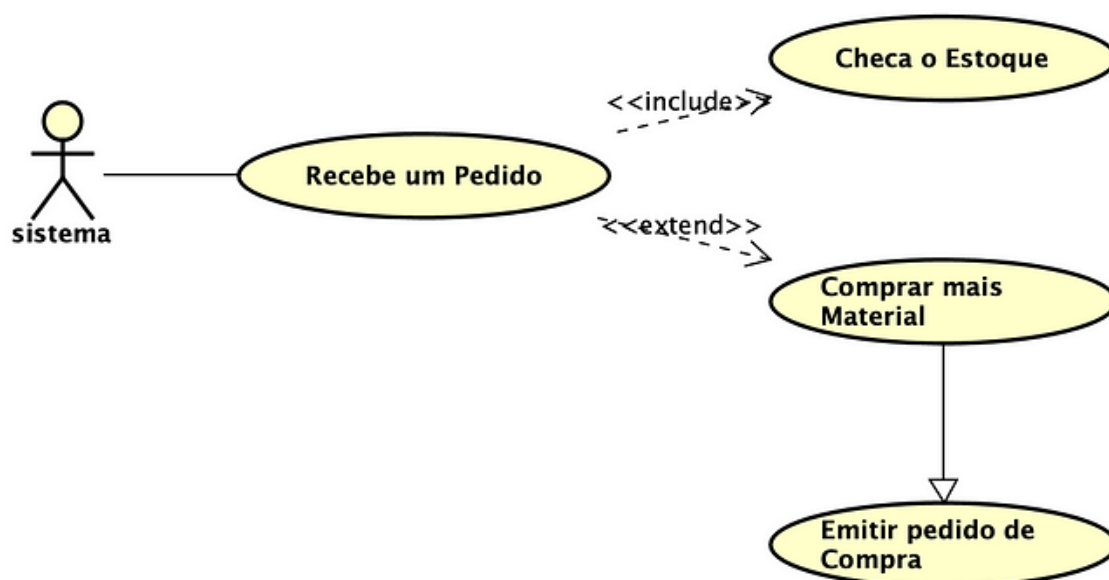 Checa o Estoque
<<include>>
Recebe um Pedido
sistema
<<extend>>
Comprar mais
Material
Emitir pedido de
Compra